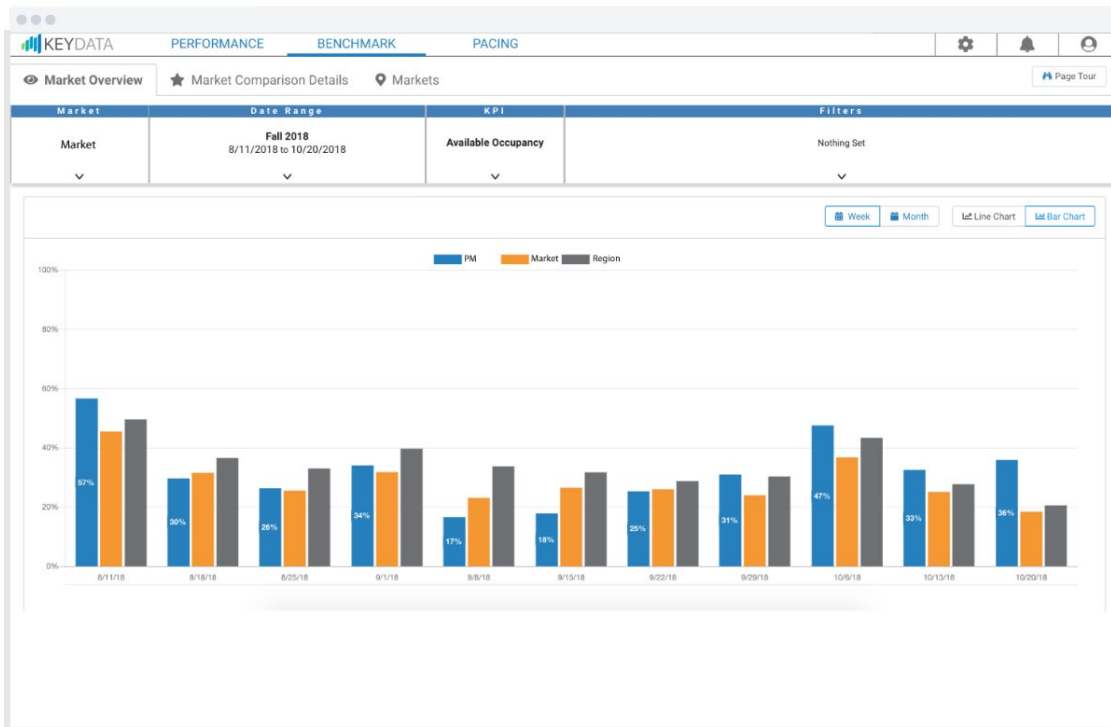 KEYDATA PERFORMANCE BENCHMARK PACING
Market Overview Market Comparison Details Markets Page Tour
Market Date Range KPI Filters
Market
Fall 2018
8/11/2018 to 10/20/2018
Available Occupancy
Nothing Set
Week Month Line Chart Bar Chart
PM Market Region
100%
80%
60%
40%
20%
0%
57% 30% 26% 34% 17% 18% 25% 31% 47% 33% 36%
8/11/18 8/18/18 8/25/18 9/1/18 9/8/18 9/15/18 9/22/18 9/29/18 10/6/18 10/13/18 10/20/18